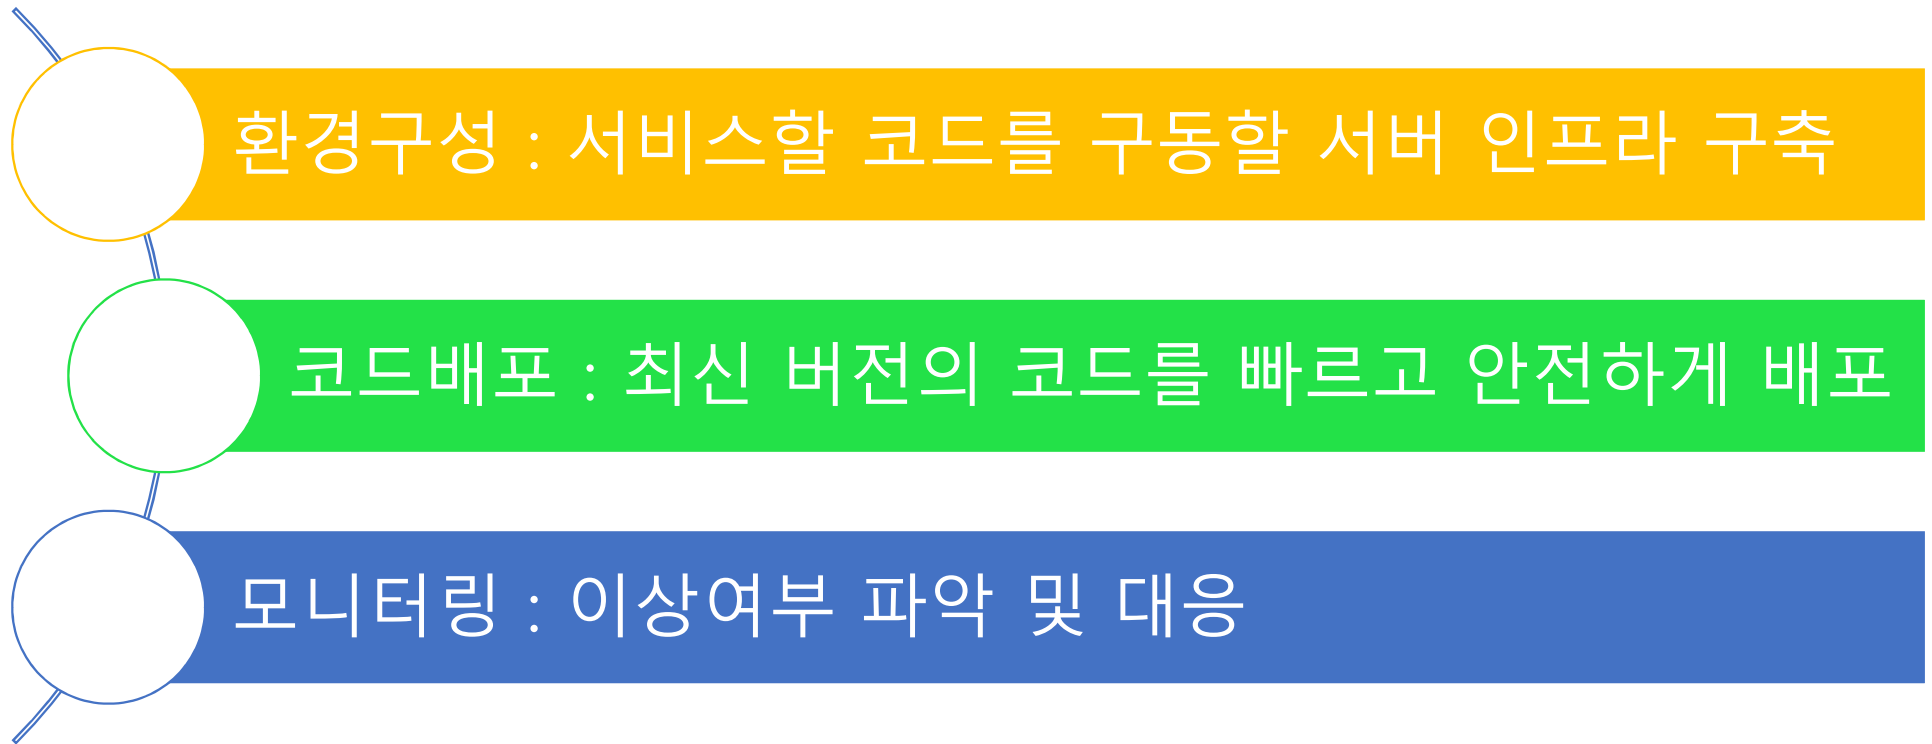 환경구성 : 서비스할 코드를 구동할 서버 인프라 구축
코드배포 : 최신 버전의 코드를 빠르고 안전하게 배포
모니터링 : 이상여부 파악 및 대응